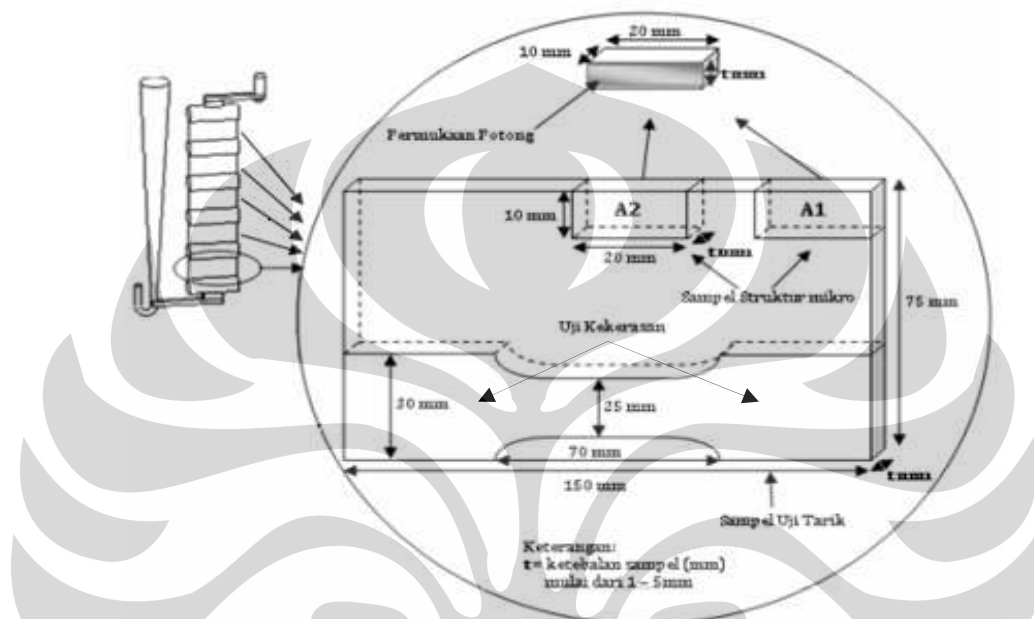 20 mm
10 mm
t mm
Permukaan Potong
A2
A1
10 mm
t mm
20 mm
Sampel Struktur mikro
75 mm
Uji Kekerasan
30 mm
25 mm
70 mm
150 mm
t mm
Sampel Uji Tarik
Keterangan:
t= ketebalan sampel (mm)
mulai dari 1 – 5mm